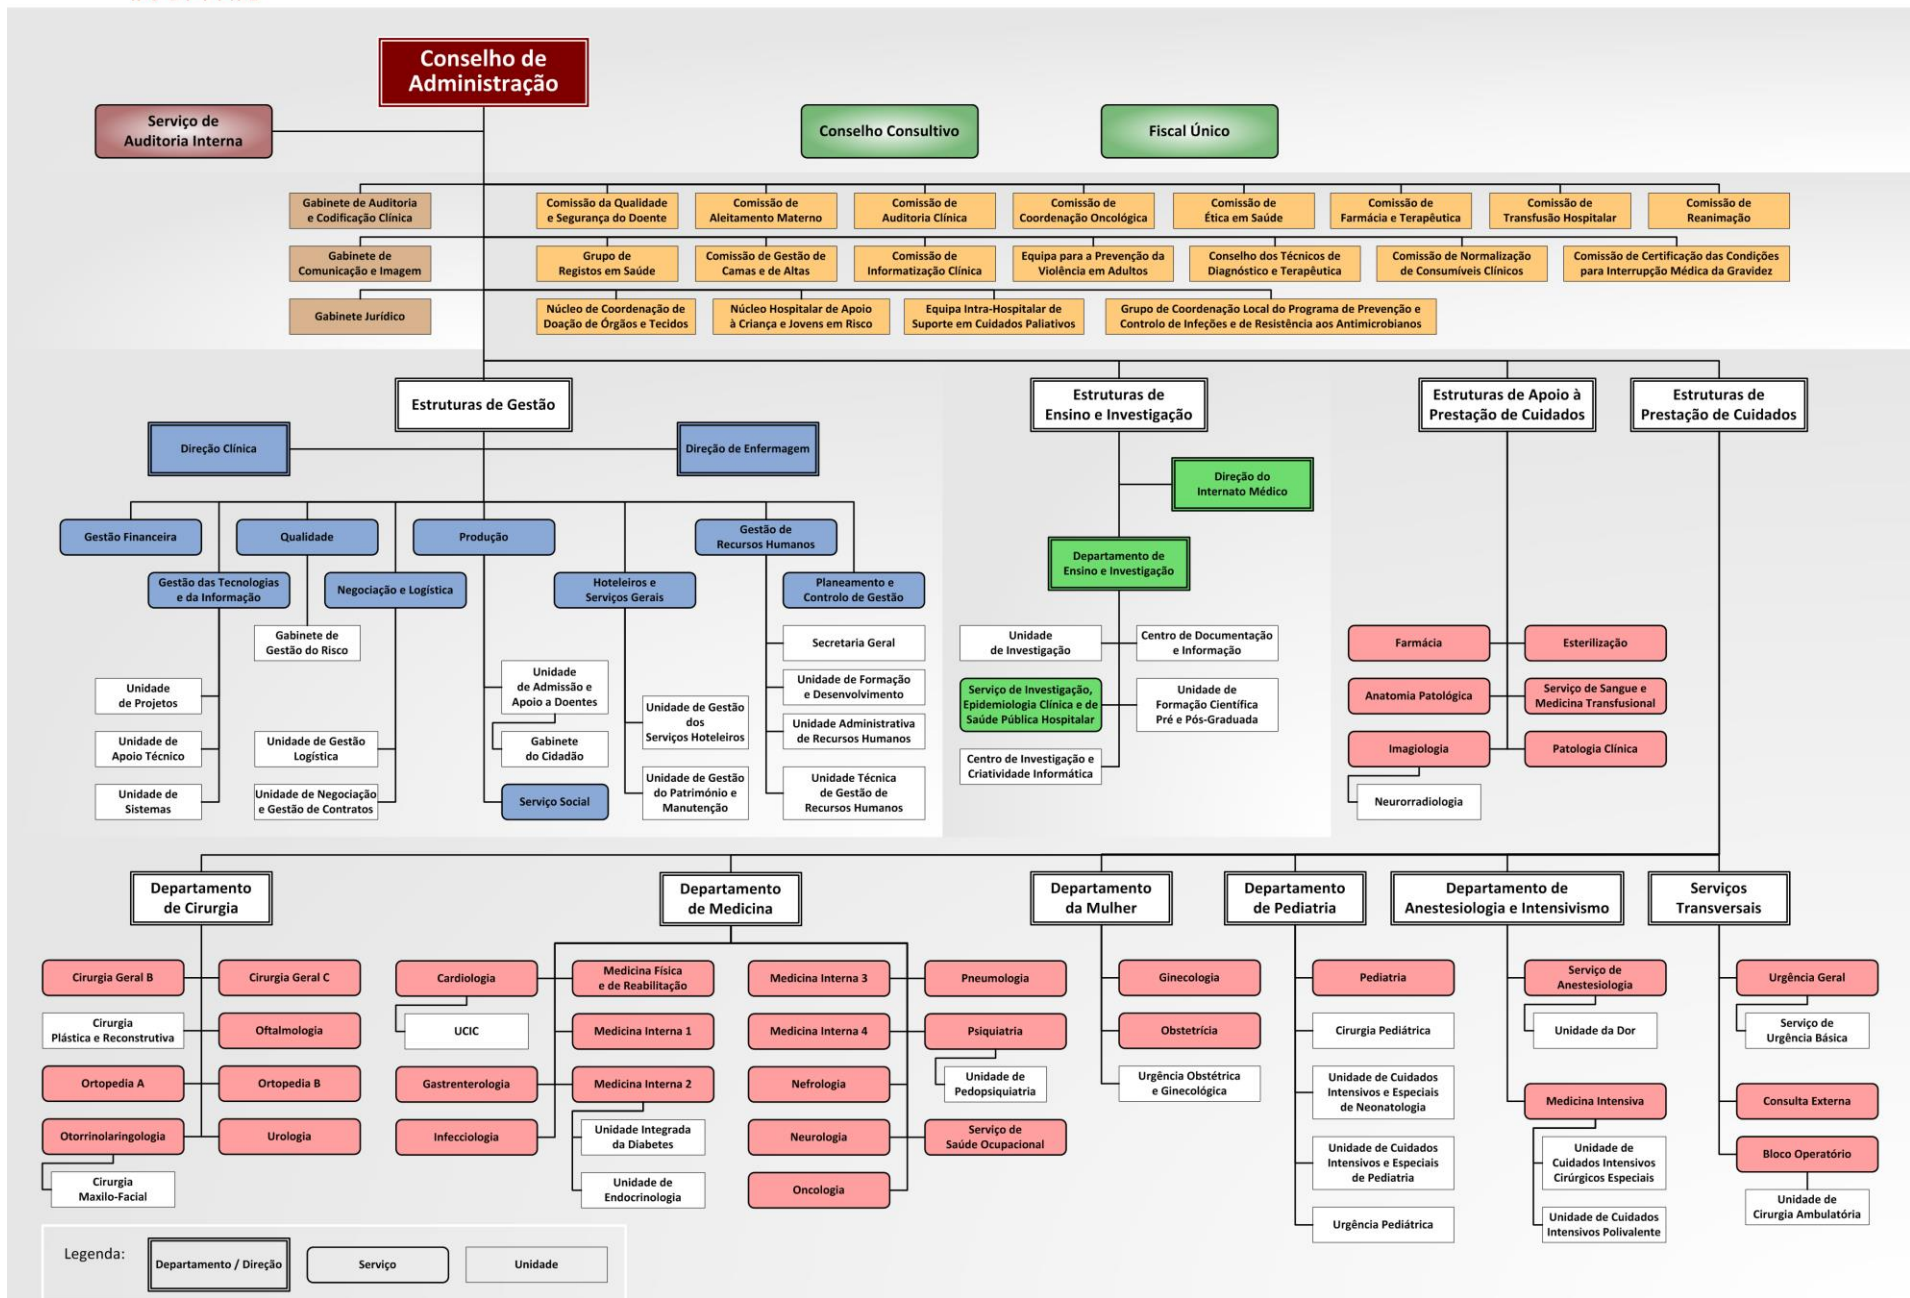 Conselho de
Administração
Serviço de
Auditoria Interna
Conselho Consultivo
Fiscal Único
Gabinete de Auditoria
e Codificação Clínica
Comissão da Qualidade
e Segurança do Doente
Comissão de
Aleitamento Materno
Comissão de
Auditoria Clínica
Comissão de
Coordenação Oncológica
Comissão de
Ética em Saúde
Comissão de
Farmácia e Terapêutica
Comissão de
Transfusão Hospitalar
Comissão de
Reanimação
Gabinete de
Comunicação e Imagem
Grupo de
Registos em Saúde
Comissão de Gestão de
Camas e de Altas
Comissão de
Informatização Clínica
Equipa para a Prevenção da
Violência em Adultos
Conselho dos Técnicos de
Diagnóstico e Terapêutica
Comissão de Normalização
de Consumíveis Clínicos
Comissão de Certificação das Condições
para Interrupção Médica da Gravidez
Gabinete Jurídico
Núcleo de Coordenação de
Doação de Órgãos e Tecidos
Núcleo Hospitalar de Apoio
à Criança e Jovens em Risco
Equipa Intra-Hospitalar de
Suporte em Cuidados Paliativos
Grupo de Coordenação Local do Programa de Prevenção e
Controlo de Infeções e de Resistência aos Antimicrobianos
Estruturas de Gestão
Estruturas de
Ensino e Investigação
Estruturas de Apoio à
Prestação de Cuidados
Estruturas de
Prestação de Cuidados
Direção Clínica
Direção de Enfermagem
Direção do
Internato Médico
Gestão Financeira
Qualidade
Produção
Gestão de
Recursos Humanos
Departamento de
Ensino e Investigação
Gestão das Tecnologias
e da Informação
Negociação e Logística
Hoteleiros e
Serviços Gerais
Planeamento e
Controlo de Gestão
Gabinete de
Gestão do Risco
Secretaria Geral
Unidade
de Investigação
Centro de Documentação
e Informação
Farmácia
Esterilização
Unidade
de Projetos
Unidade
de Admissão e
Apoio a Doentes
Unidade de Formação
e Desenvolvimento
Serviço de Investigação,
Epidemiologia Clínica e de
Saúde Pública Hospitalar
Unidade de
Formação Científica
Pré e Pós-Graduada
Anatomia Patológica
Serviço de Sangue e
Medicina Transfusional
Unidade de
Apoio Técnico
Unidade de Gestão
Logística
Gabinete
do Cidadão
Unidade de Gestão
dos
Serviços Hoteleiros
Unidade Administrativa
de Recursos Humanos
Centro de Investigação e
Criatividade Informática
Imagiologia
Patologia Clínica
Neurorradiologia
Unidade de
Sistemas
Unidade de Negociação
e Gestão de Contratos
Serviço Social
Unidade de Gestão
do Património e
Manutenção
Unidade Técnica
de Gestão de
Recursos Humanos
Departamento
de Cirurgia
Departamento
de Medicina
Departamento
da Mulher
Departamento
de Pediatria
Departamento de
Anestesiologia e Intensivismo
Serviços
Transversais
Cirurgia Geral B
Cirurgia Geral C
Cirurgia
Plástica e Reconstrutiva
Oftalmologia
Ortopedia A
Ortopedia B
Otorrinolaringologia
Urologia
Cirurgia
Maxilo-Facial
Cardiologia
Medicina Física
e de Reabilitação
UCIC
Medicina Interna 1
Gastrenterologia
Medicina Interna 2
Infecciologia
Unidade Integrada
da Diabetes
Unidade de
Endocrinologia
Medicina Interna 3
Pneumologia
Medicina Interna 4
Psiquiatria
Nefrologia
Unidade de
Pedopsiquiatria
Neurologia
Serviço de
Saúde Ocupacional
Oncologia
Ginecologia
Obstetrícia
Urgência Obstétrica
e Ginecológica
Pediatria
Cirurgia Pediátrica
Unidade de Cuidados
Intensivos e Especiais
de Neonatologia
Unidade de Cuidados
Intensivos e Especiais
de Pediatria
Urgência Pediátrica
Serviço de
Anestesiologia
Unidade da Dor
Medicina Intensiva
Unidade de
Cuidados Intensivos
Cirúrgicos Especiais
Unidade de Cuidados
Intensivos Polivalente
Urgência Geral
Serviço de
Urgência Básica
Consulta Externa
Bloco Operatório
Unidade de
Cirurgia Ambulatória
Legenda:
Departamento / Direção
Serviço
Unidade